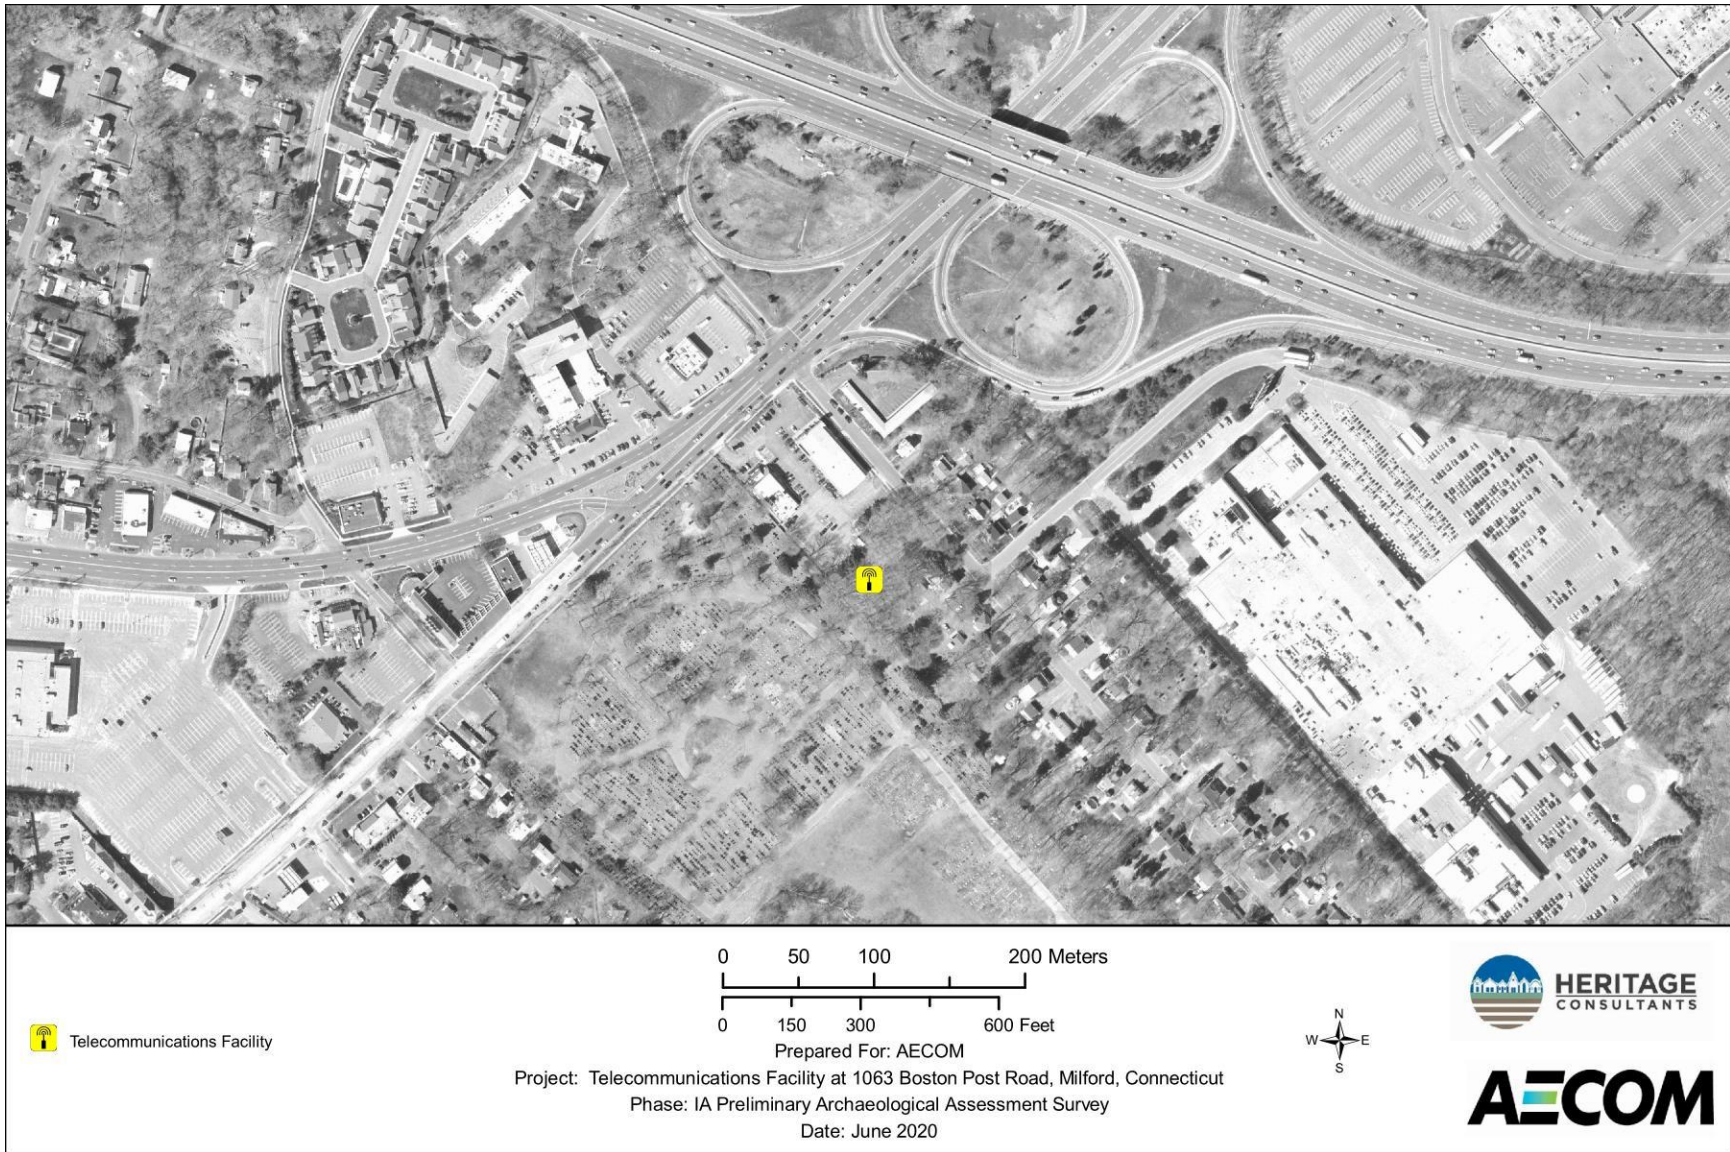 0 50 100 200 Meters
0 150 300 600 Feet
Telecommunications Facility
Prepared For: AECOM
Project: Telecommunications Facility at 1063 Boston Post Road, Milford, Connecticut
Phase: IA Preliminary Archaeological Assessment Survey
Date: June 2020
N
W E
S
HERITAGE
CONSULTANTS
AECOM